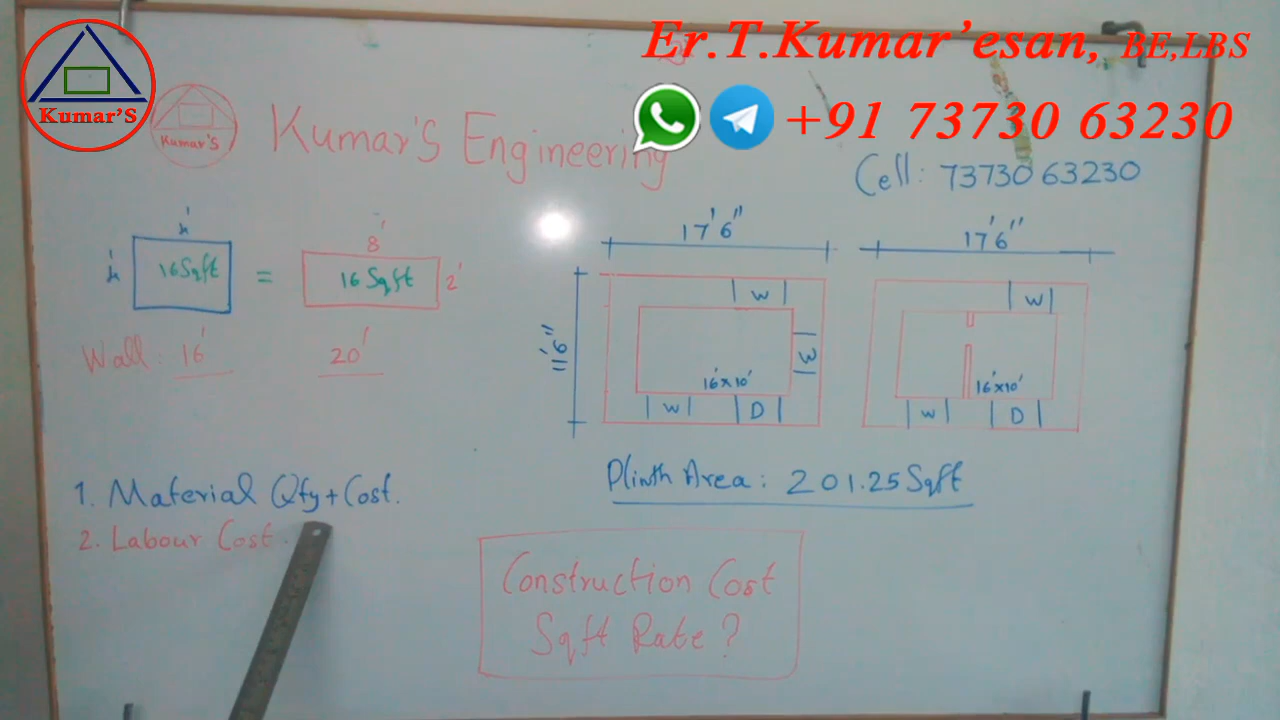 Er.T.Kumar'esan, BE,LBS
+91 73730 63230
Kumar'S
Kumar'S
Kumar'S Engineering
Cell: 73730 63230
4'
4' 16Sqft
=
8'
16 Sqft 2'
Wall: 16' 20'
17'6"
11'6"
W
W
16'x10'
W D
17'6"
W
16'x10'
W D
Plinth Area: 201.25 Sqft
1. Material Qty+Cost.
2. Labour Cost.
Construction Cost
Sqft Rate?